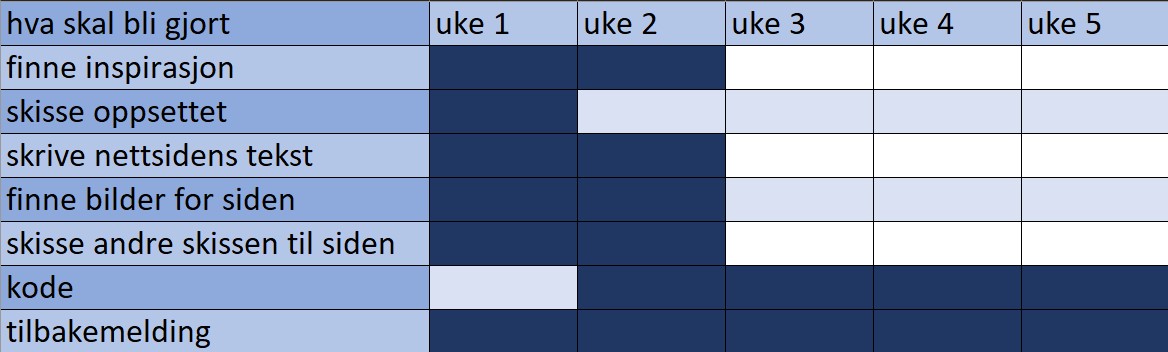 hva skal bli gjort uke 1 uke 2 uke 3 uke 4 uke 5
finne inspirasjon
skisse oppsettet
skrive nettsidens tekst
finne bilder for siden
skisse andre skissen til siden
kode
tilbakemelding